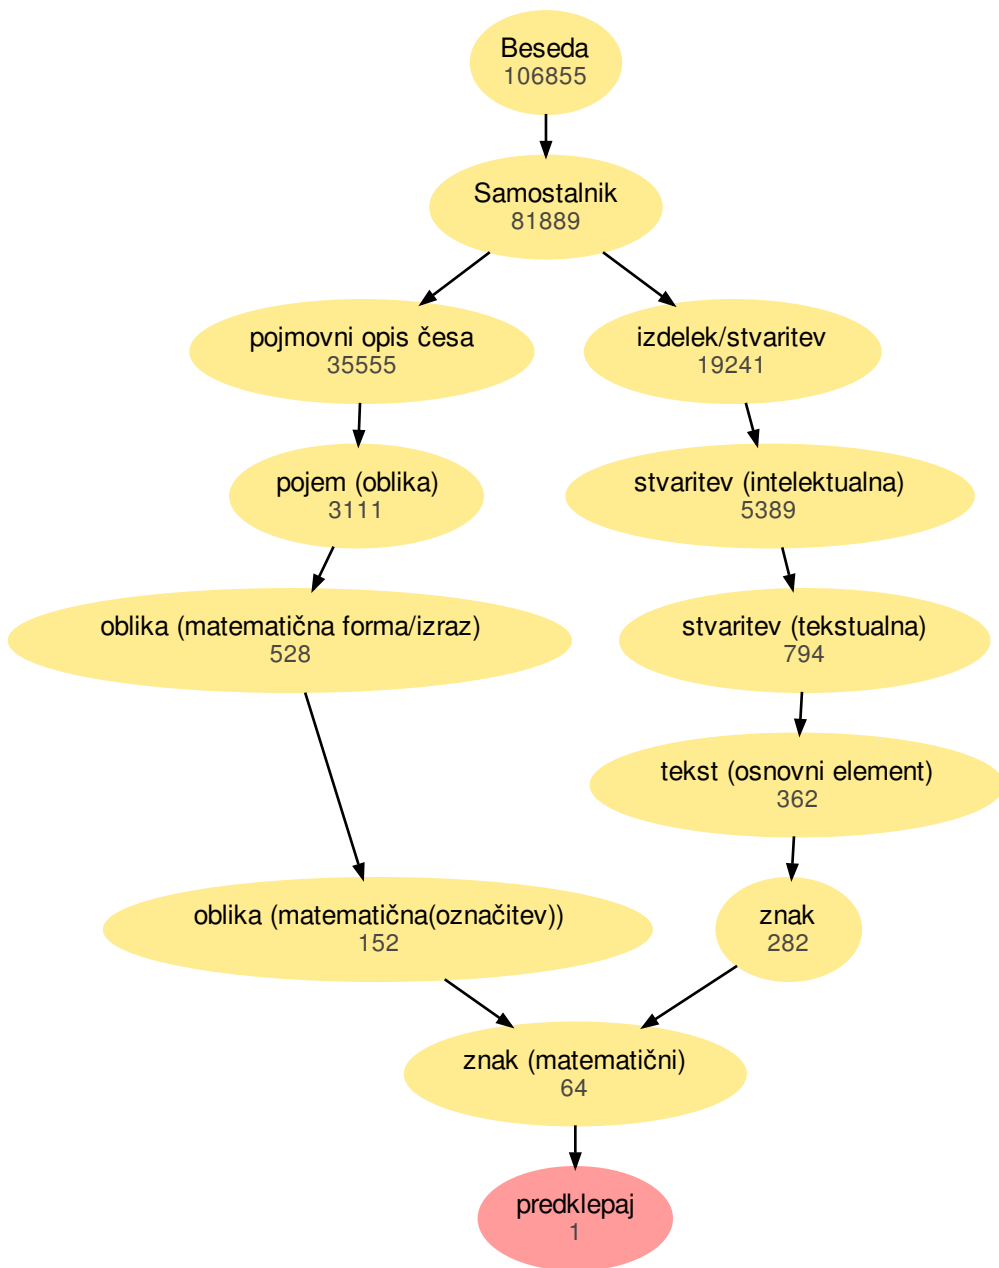 Beseda
106855
Samostalnik
81889
pojmovni opis česa
35555
izdelek/stvaritev
19241
pojem (oblika)
3111
stvaritev (intelektualna)
5389
oblika (matematična forma/izraz)
528
stvaritev (tekstualna)
794
tekst (osnovni element)
362
oblika (matematična(označitev))
152
znak
282
znak (matematični)
64
predklepaj
1